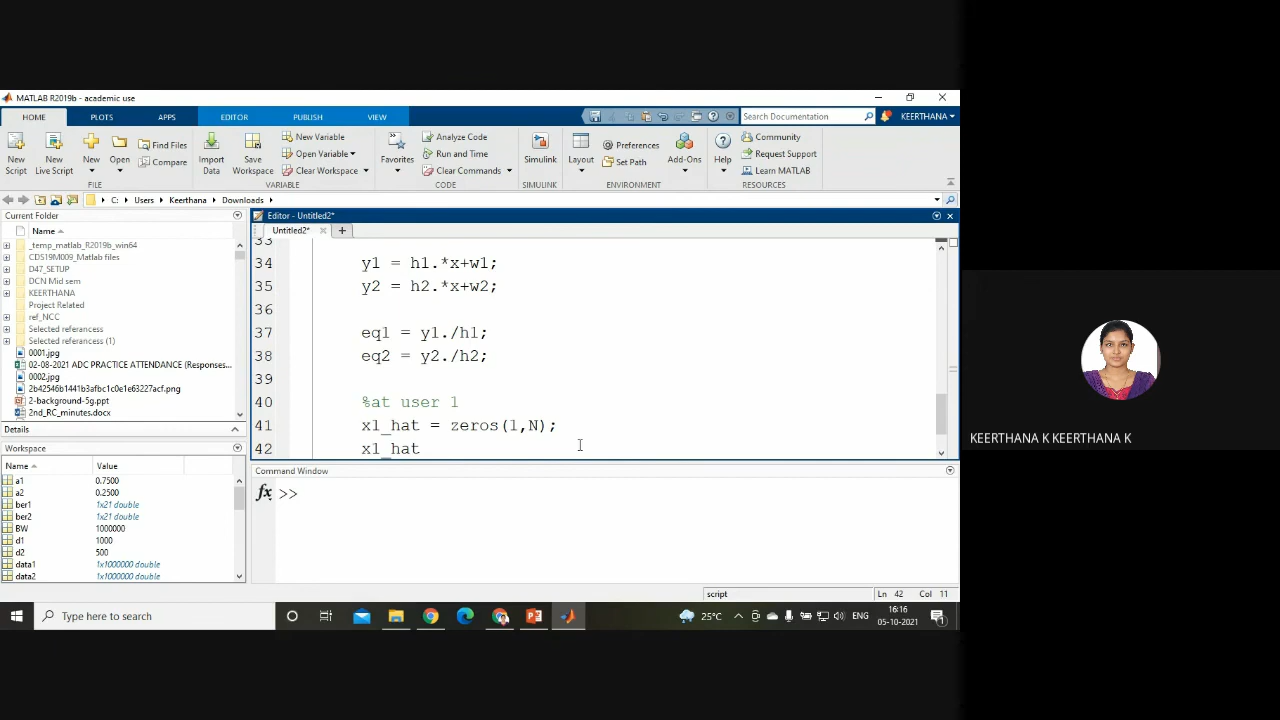 MATLAB R2019b - academic use
HOME PLOTS APPS EDITOR PUBLISH VIEW Search Documentation KEERTHANA
New Script New Live Script New Open Find Files Compare Import Data Save Workspace New Variable Open Variable Clear Workspace Favorites Analyze Code Run and Time Clear Commands Simulink Layout Preferences Set Path Add-Ons Help Community Request Support Learn MATLAB
FILE VARIABLE CODE SIMULINK ENVIRONMENT RESOURCES
C: Users Keerthana Downloads
Current Folder
Name
_temp_matlab_R2019b_win64
CDS19M009_Matlab files
D47_SETUP
DCN Mid sem
KEERTHANA
Project Related
ref_NCC
Selected referancess
Selected referancess (1)
0001.jpg
02-08-2021 ADC PRACTICE ATTENDANCE (Responses...
0002.jpg
2b42546b1441b3afbc1c0e1e63227acf.png
2-background-5g.ppt
2nd_RC_minutes.docx
Details
Workspace
Name Value
a1 0.7500
a2 0.2500
ber1 1x21 double
ber2 1x21 double
BW 1000000
d1 1000
d2 500
data1 1x1000000 double
data2 1x1000000 double
Editor - Untitled2*
Untitled2*
33
34 y1 = h1.*x+w1;
35 y2 = h2.*x+w2;
36
37 eq1 = y1./h1;
38 eq2 = y2./h2;
39
40 %at user 1
41 x1_hat = zeros(1,N);
42 x1_hat
Command Window
fx >>
script Ln 42 Col 11
Type here to search
25°C ENG 16:16
05-10-2021
1
KEERTHANA K KEERTHANA K